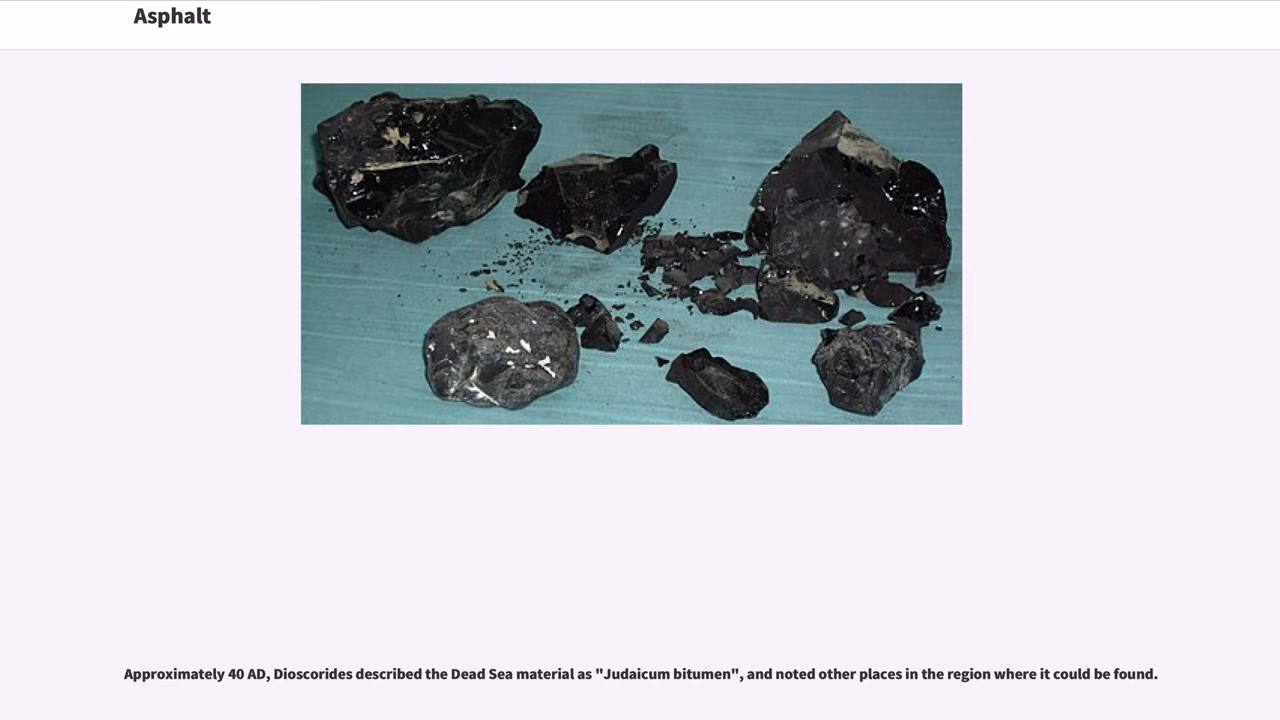 Asphalt
Approximately 40 AD, Dioscorides described the Dead Sea material as "Judaicum bitumen", and noted other places in the region where it could be found.